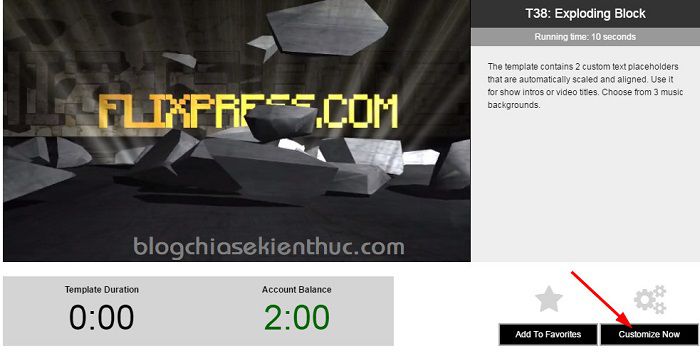 T38: Exploding Block
Running time: 10 seconds
The template contains 2 custom text placeholders
that are automatically scaled and aligned. Use it
for show intros or video titles. Choose from 3 music
backgrounds.
FLIXPRESS.COM
blogchiasekienthuc.com
Template Duration
0:00
Account Balance
2:00
Add To Favorites
Customize Now